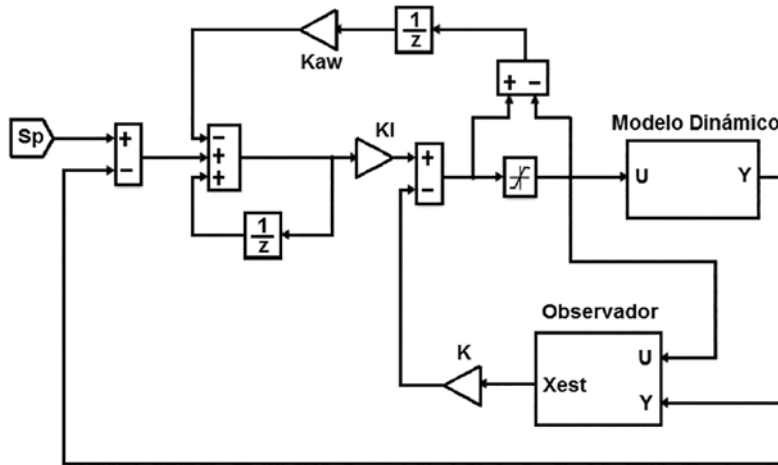 1
z
Kaw
+ −
Sp
+
−
−
+
+
KI
+
−
Modelo Dinámico
U Y
1
z
Observador
K
U
Xest
Y